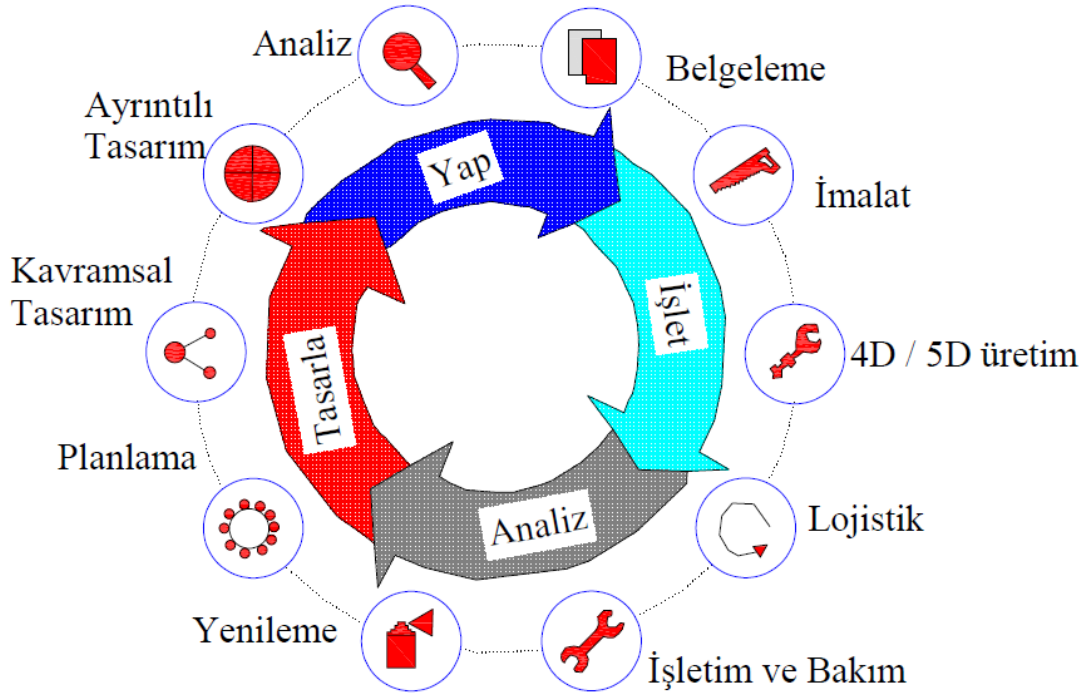 Analiz
Belgeleme
Ayrıntılı
Tasarım
Yap
İmalat
Kavramsal
Tasarım
İşlet
4D / 5D üretim
Tasarla
Planlama
Analiz
Lojistik
Yenileme
İşletim ve Bakım